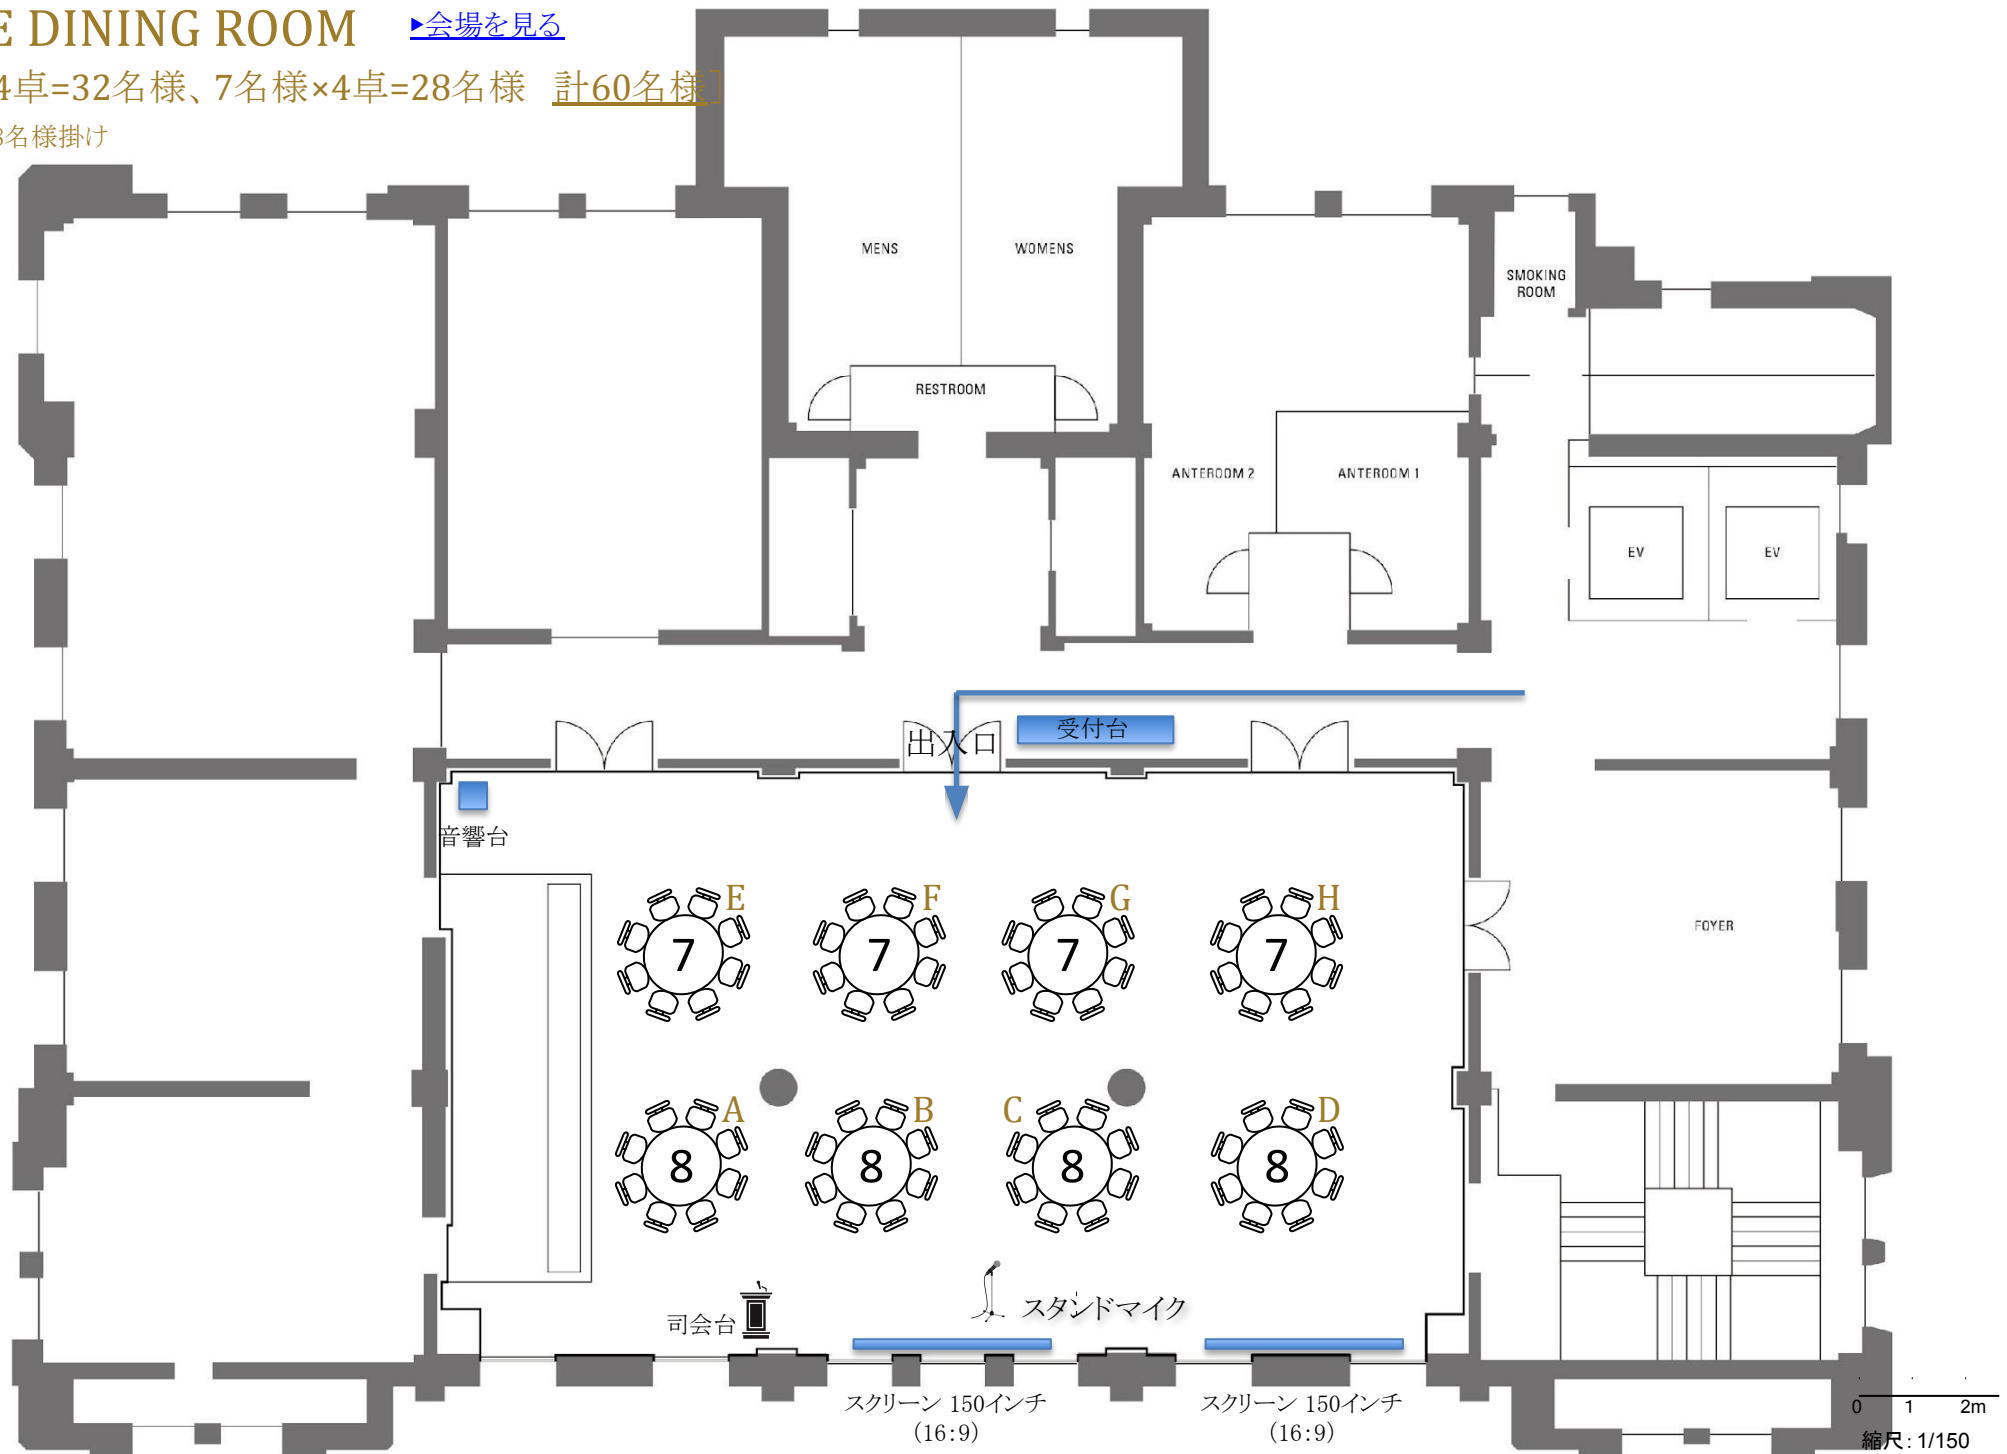 E DINING ROOM ▸会場を見る
4卓=32名様、7名様×4卓=28名様 計60名様］
8名様掛け
MENS
WOMENS
SMOKING
ROOM
RESTROOM
ANTEROOM 2
ANTEROOM 1
EV
EV
受付台
出入口
音響台
E
F
G
H
7
7
7
7
FOYER
A
B
C
D
8
8
8
8
司会台
スタンドマイク
スクリーン 150インチ
(16:9)
スクリーン 150インチ
(16:9)
0 1 2m
縮尺：1/150